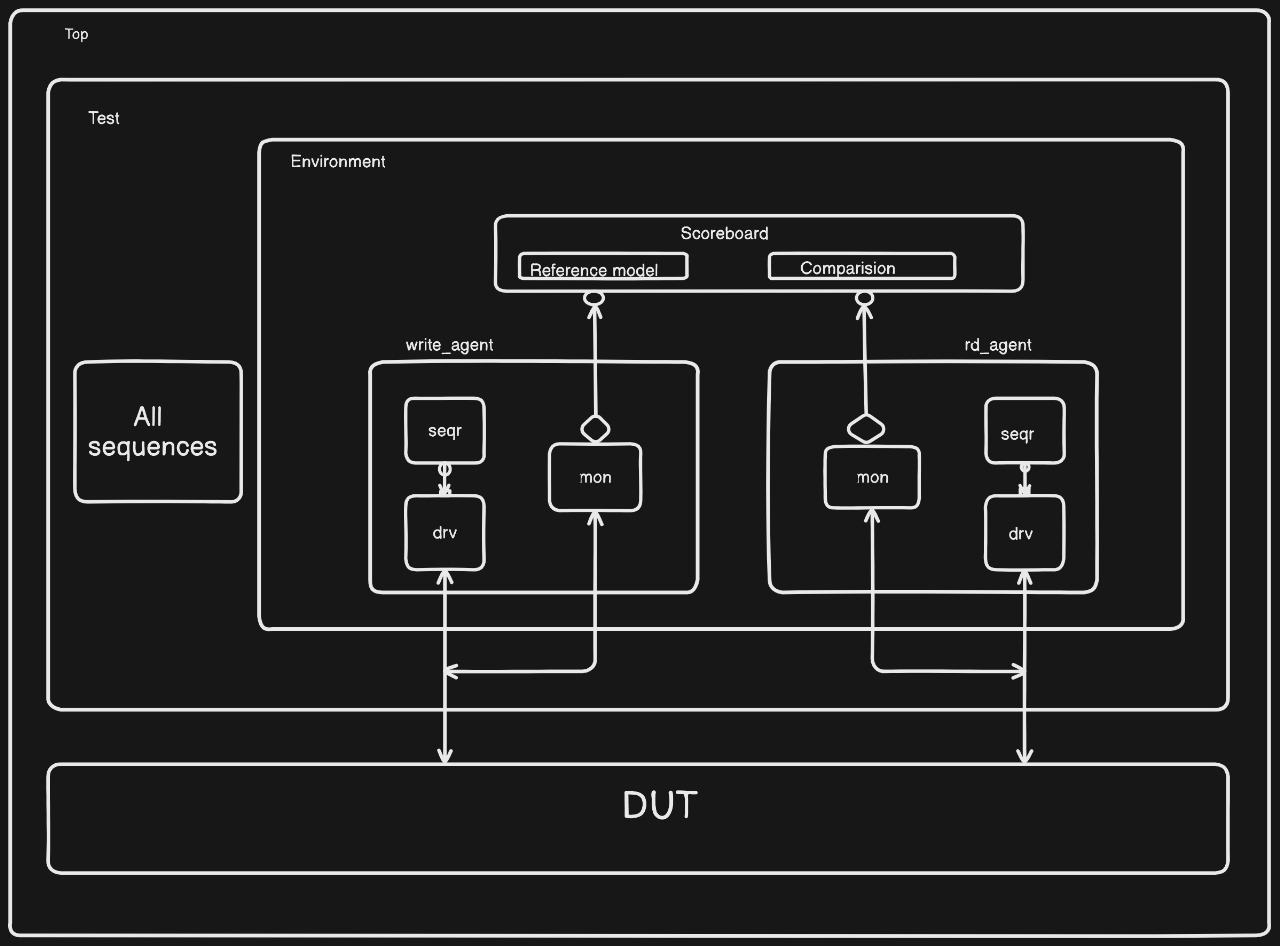 Top
Test
Environment
Scoreboard
Reference model
Comparision
write_agent
rd_agent
All
sequences
seqr
mon
drv
mon
seqr
drv
DUT